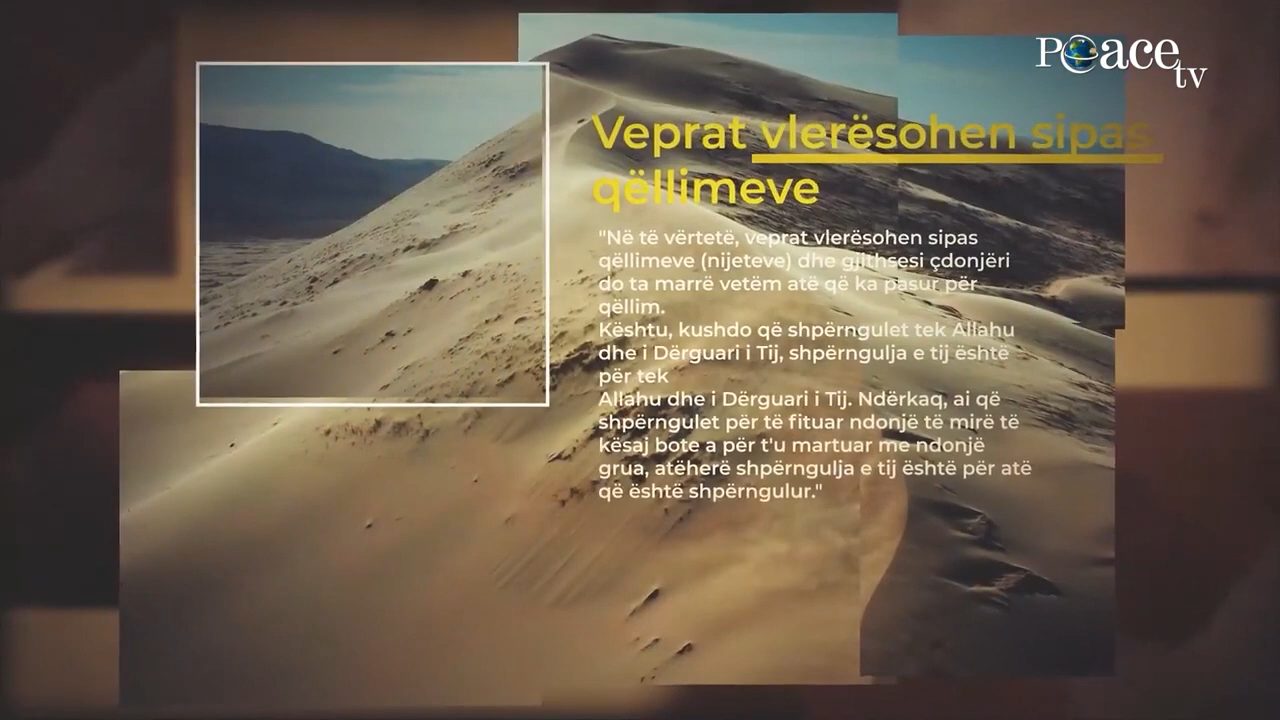 Peace tv
Veprat vlerësohen sipas
qëllimeve
"Në të vërtetë, veprat vlerësohen sipas
qëllimeve (nijeteve) dhe gjithsesi çdonjëri
do ta marrë vetëm atë që ka pasur për
qëllim.
Kështu, kushdo që shpërngulet tek Allahu
dhe i Dërguari i Tij, shpërngulja e tij është
për tek
Allahu dhe i Dërguari i Tij. Ndërkaq, ai që
shpërngulet për të fituar ndonjë të mirë të
kësaj bote a për t'u martuar me ndonjë
grua, atëherë shpërngulja e tij është për atë
që është shpërngulur."